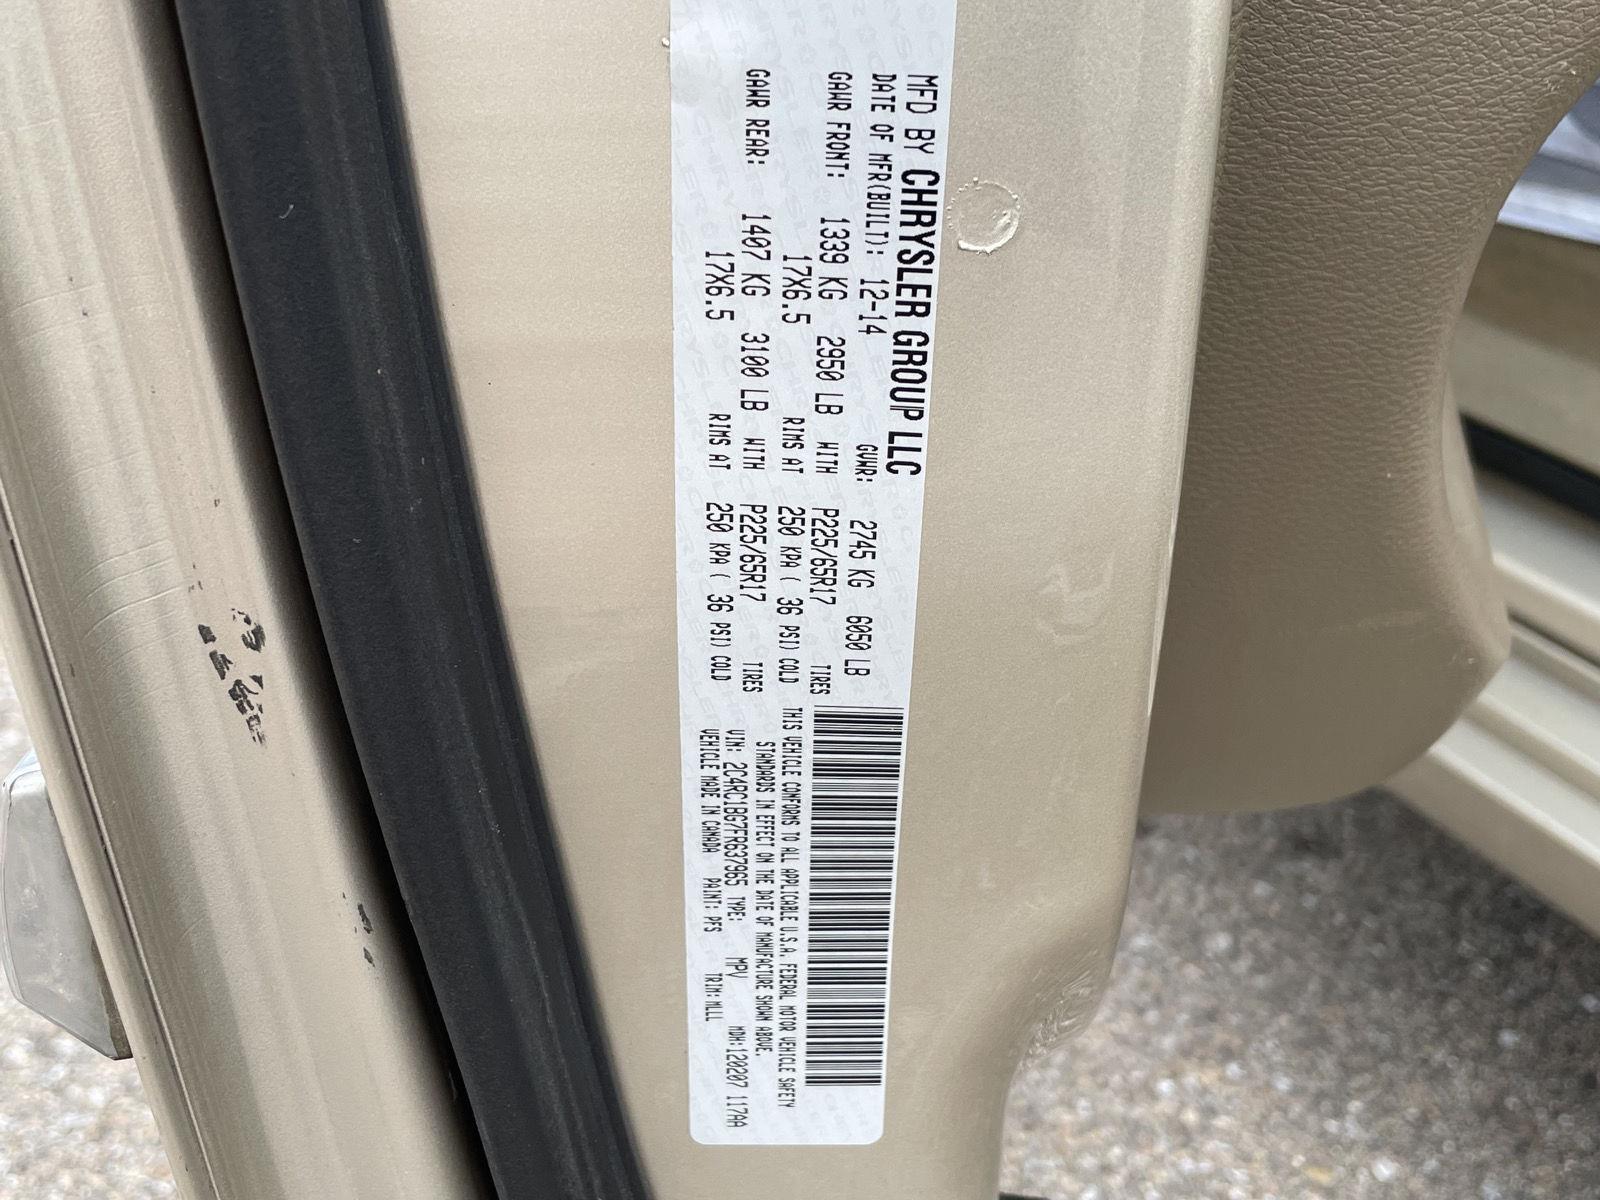 MFD BY CHRYSLER GROUP LLC
DATE OF MFR(BUILT): 12-14 GVWR: 2745 KG 6050 LB
GAWR FRONT: 1339 KG 2950 LB WITH P225/65R17 TIRES
17X6.5 RIMS AT 250 KPA ( 36 PSI) COLD
GAWR REAR: 1407 KG 3100 LB WITH P225/65R17 TIRES
17X6.5 RIMS AT 250 KPA ( 36 PSI) COLD
THIS VEHICLE CONFORMS TO ALL APPLICABLE U.S.A. FEDERAL MOTOR VEHICLE SAFETY
STANDARDS IN EFFECT ON THE DATE OF MANUFACTURE SHOWN ABOVE.
VIN: 2C4RC1BG7FR637965 TYPE: MPV MDH:120207 117AA
VEHICLE MADE IN CANADA PAINT: PFS TRIM:MLLL